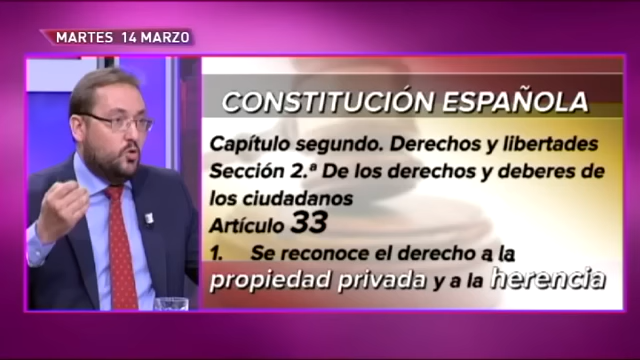 MARTES 14 MARZO
CONSTITUCIÓN ESPAÑOLA
Capítulo segundo. Derechos y libertades
Sección 2.ª De los derechos y deberes de
los ciudadanos
Artículo 33
1. Se reconoce el derecho a la
propiedad privada y a la herencia